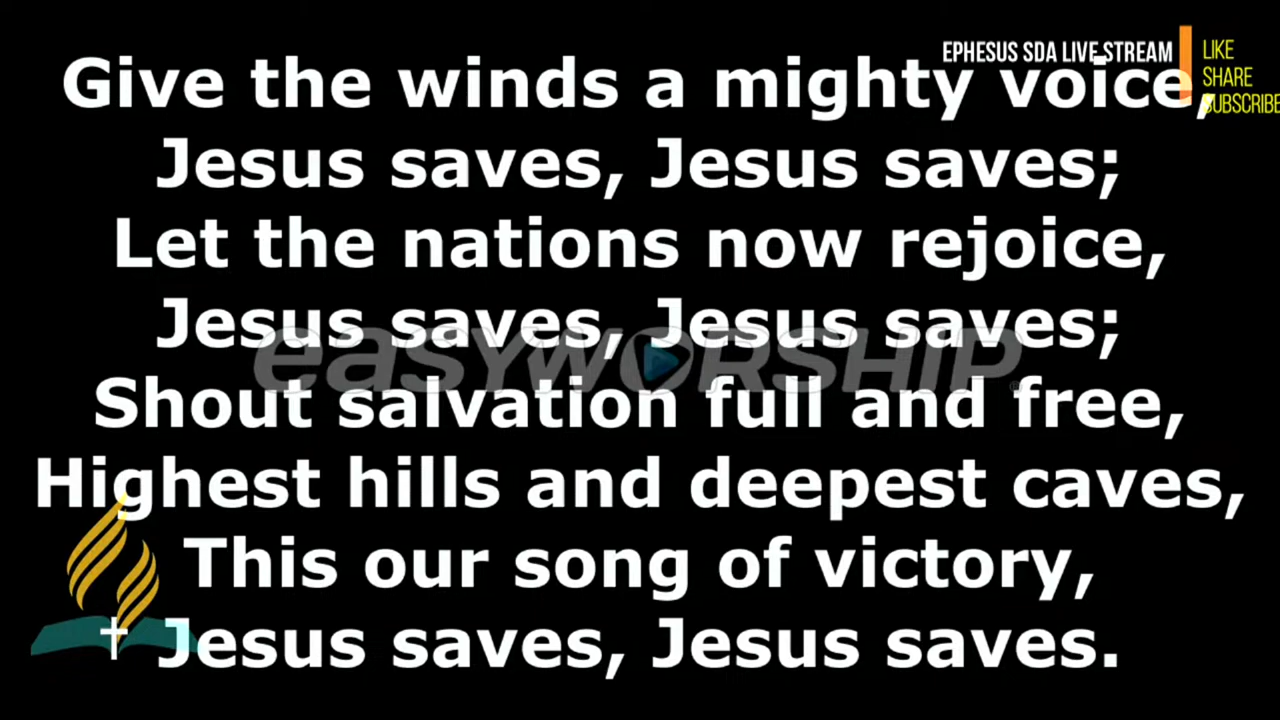 EPHESUS SDA LIVE STREAM
LIKE
SHARE
SUBSCRIBE
Give the winds a mighty voice,
Jesus saves, Jesus saves;
Let the nations now rejoice,
Jesus saves, Jesus saves;
easyworship
Shout salvation full and free,
Highest hills and deepest caves,
This our song of victory,
Jesus saves, Jesus saves.